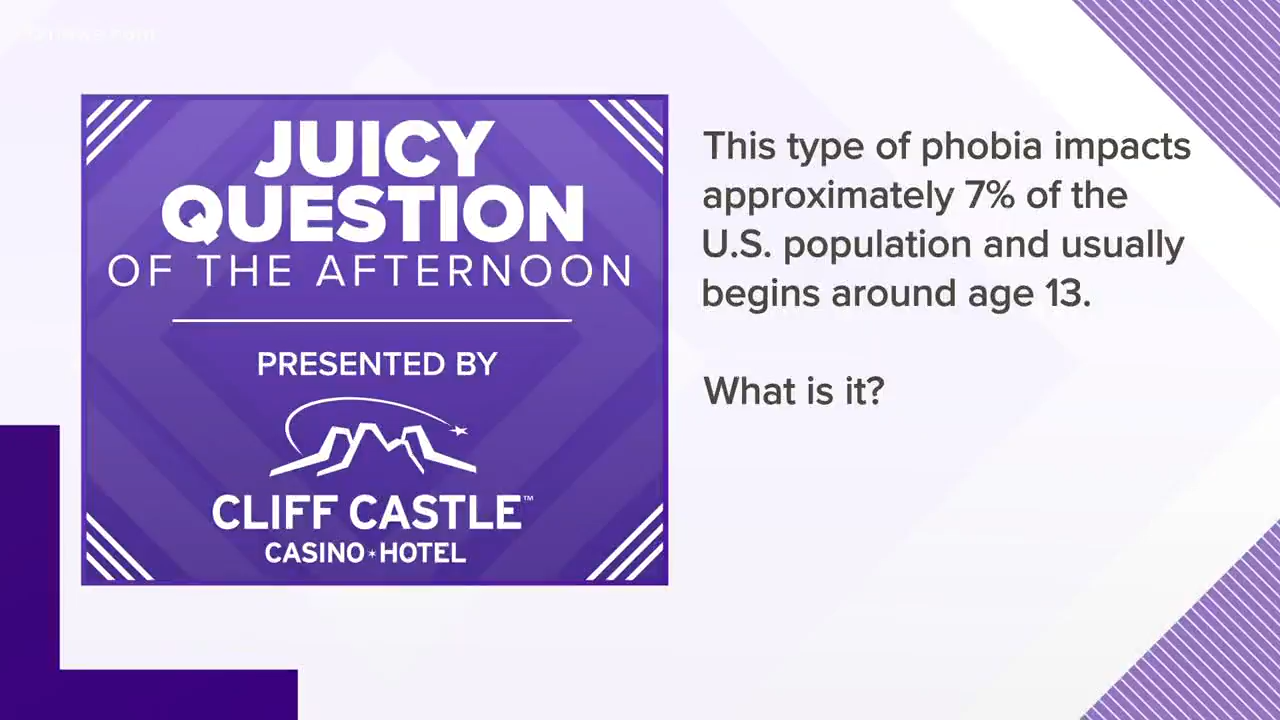 JUICY
QUESTION
OF THE AFTERNOON
PRESENTED BY
CLIFF CASTLE™
CASINO★HOTEL
This type of phobia impacts
approximately 7% of the
U.S. population and usually
begins around age 13.
What is it?